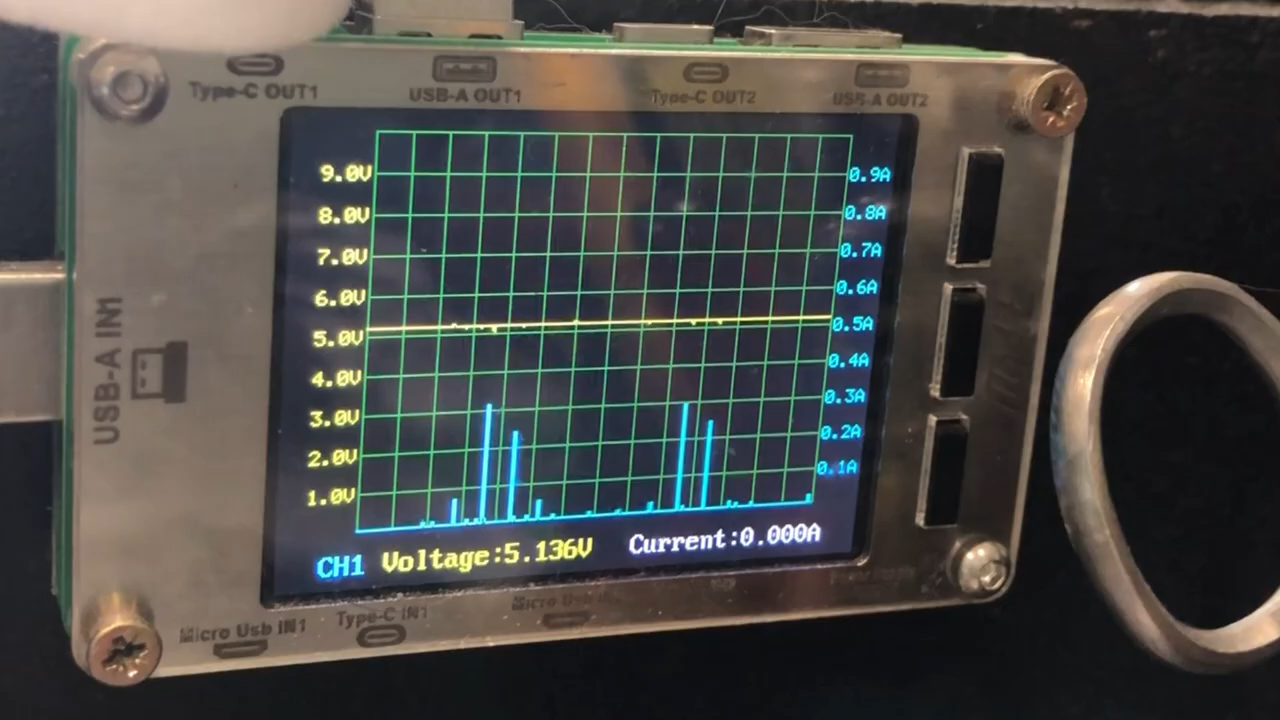 Type-C OUT1
USB-A OUT1
Type-C OUT2
USB-A OUT2
9.0V
0.9A
8.0V
0.8A
7.0V
0.7A
6.0V
0.6A
5.0V
0.5A
4.0V
0.4A
3.0V
0.3A
2.0V
0.2A
1.0V
0.1A
CH1 Voltage:5.136V Current:0.000A
USB-A IN1
Micro Usb IN1
Type-C IN1
Micro Usb